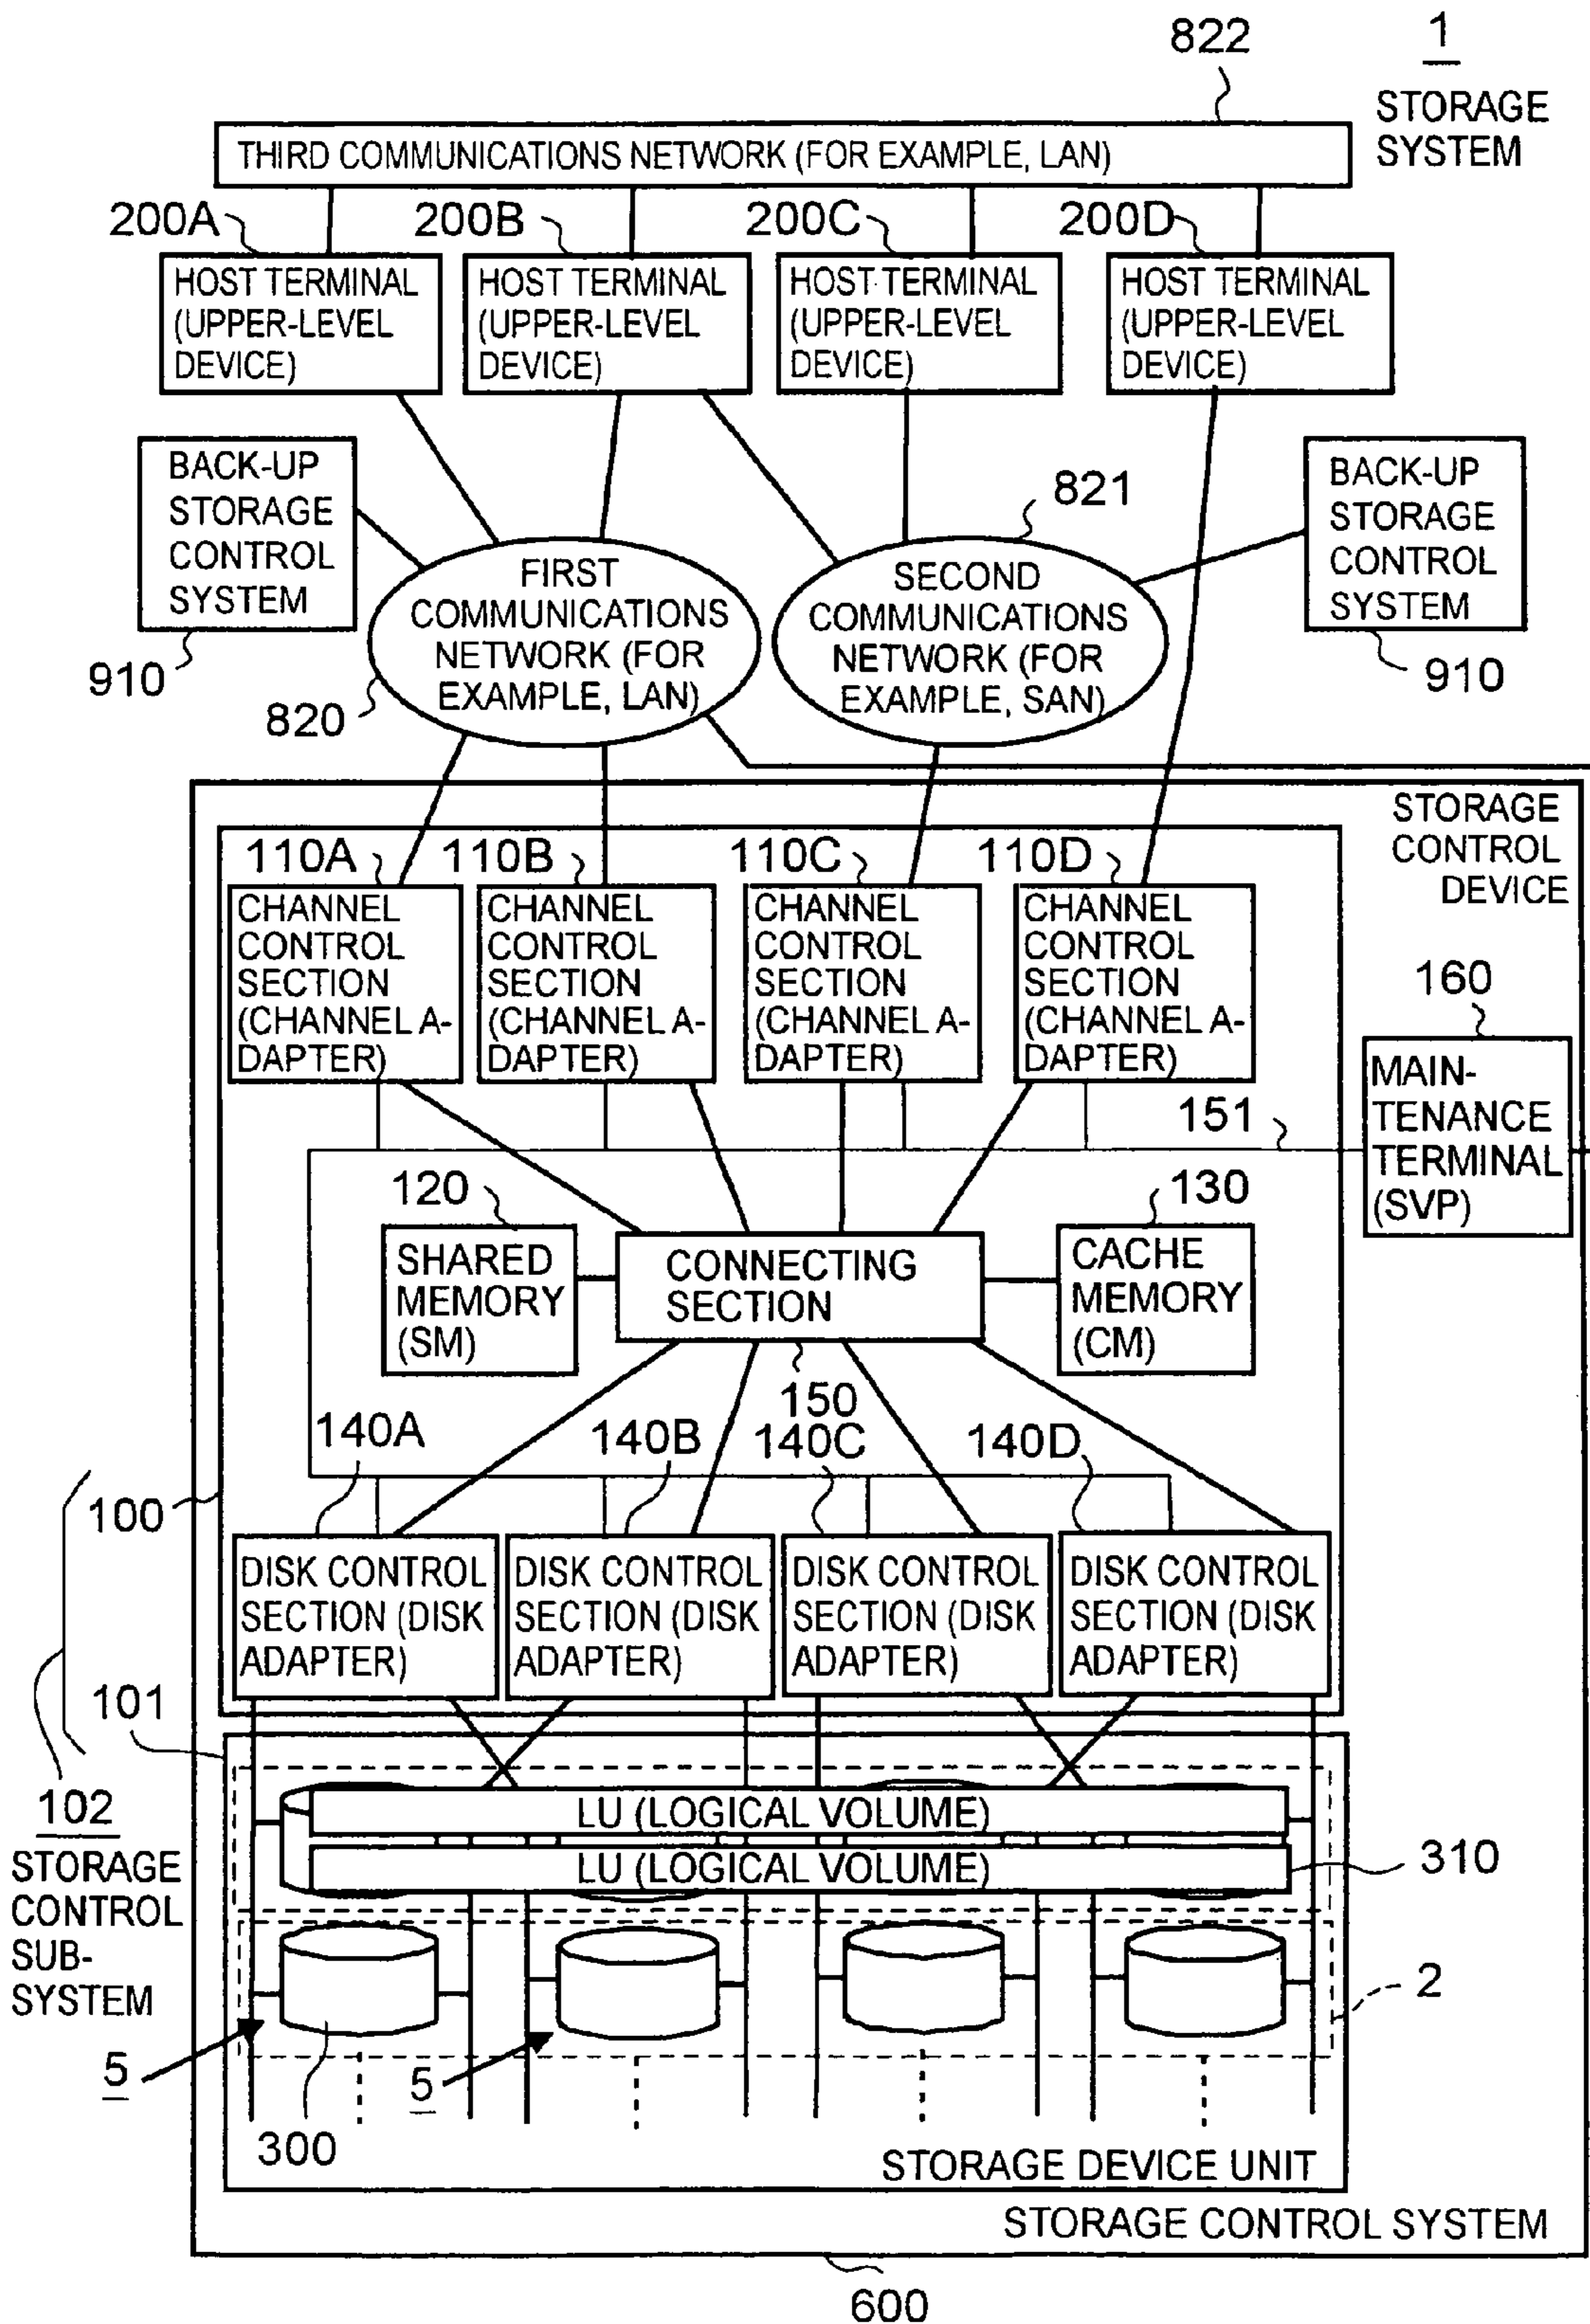 822
1
STORAGE
SYSTEM
THIRD COMMUNICATIONS NETWORK (FOR EXAMPLE, LAN)
200A
200B
200C
200D
HOST TERMINAL
(UPPER-LEVEL
DEVICE)
HOST TERMINAL
(UPPER-LEVEL
DEVICE)
HOST TERMINAL
(UPPER-LEVEL
DEVICE)
HOST TERMINAL
(UPPER-LEVEL
DEVICE)
BACK-UP
STORAGE
CONTROL
SYSTEM
910
FIRST
COMMUNICATIONS
NETWORK (FOR
EXAMPLE, LAN)
820
821
SECOND
COMMUNICATIONS
NETWORK (FOR
EXAMPLE, SAN)
BACK-UP
STORAGE
CONTROL
SYSTEM
910
STORAGE
CONTROL
DEVICE
110A
110B
110C
110D
CHANNEL
CONTROL
SECTION
(CHANNEL A-
DAPTER)
CHANNEL
CONTROL
SECTION
(CHANNEL A-
DAPTER)
CHANNEL
CONTROL
SECTION
(CHANNEL A-
DAPTER)
CHANNEL
CONTROL
SECTION
(CHANNEL A-
DAPTER)
160
MAIN-
TENANCE
TERMINAL
(SVP)
151
120
SHARED
MEMORY
(SM)
CONNECTING
SECTION
150
130
CACHE
MEMORY
(CM)
140A
140B
140C
140D
100
DISK CONTROL
SECTION (DISK
ADAPTER)
DISK CONTROL
SECTION (DISK
ADAPTER)
DISK CONTROL
SECTION (DISK
ADAPTER)
DISK CONTROL
SECTION (DISK
ADAPTER)
101
102
STORAGE
CONTROL
SUB-
SYSTEM
LU (LOGICAL VOLUME)
LU (LOGICAL VOLUME)
310
2
5
5
300
STORAGE DEVICE UNIT
STORAGE CONTROL SYSTEM
600